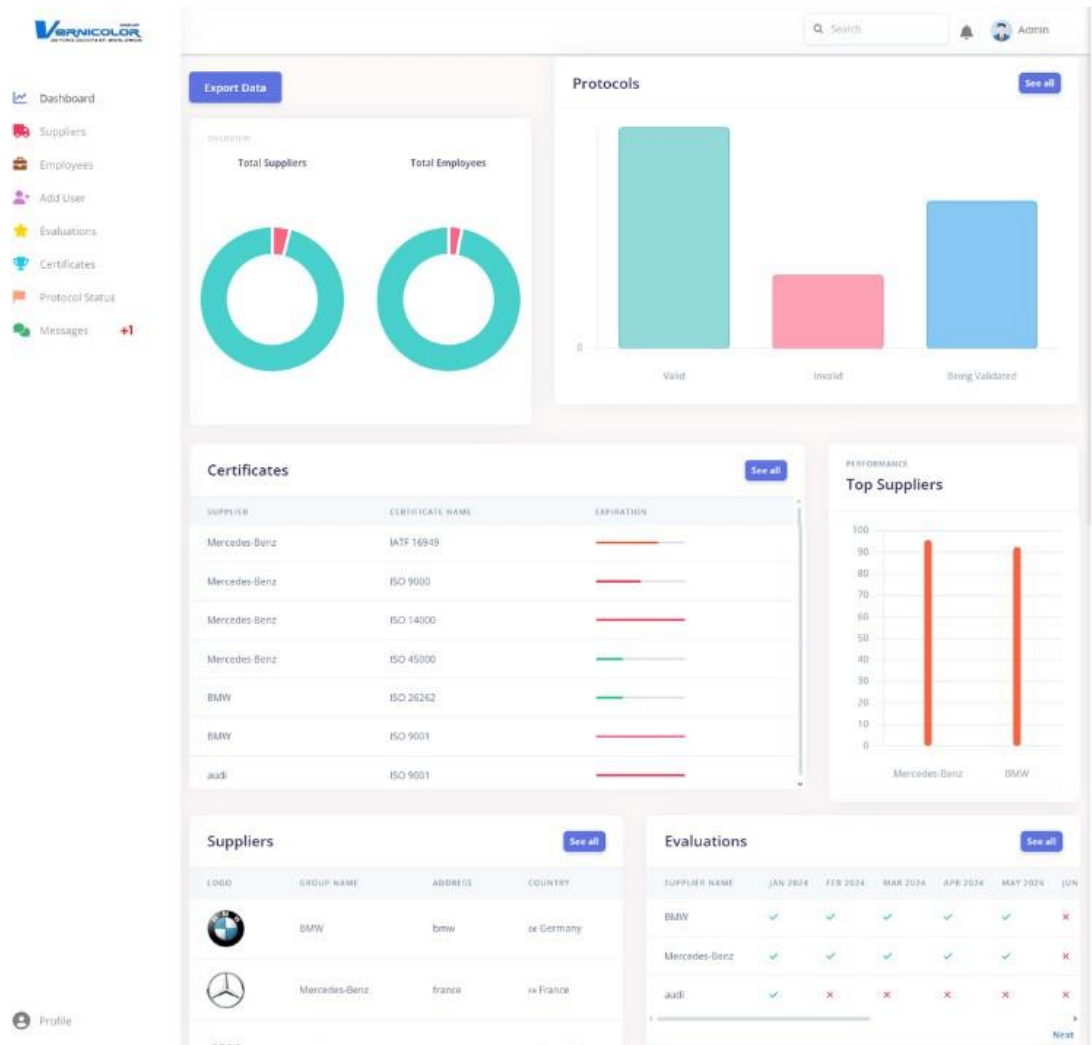 VERNICOLOR
Search
Admin
Dashboard
Suppliers
Employees
Add User
Evaluations
Certificates
Protocol Status
Messages +1
Profile
Export Data
OVERVIEW
Total Suppliers Total Employees
Protocols See all
0
Valid Invalid Being Validated
Certificates See all
SUPPLIER CERTIFICATE NAME EXPIRATION
Mercedes-Benz IATF 16949
Mercedes-Benz ISO 9000
Mercedes-Benz ISO 14000
Mercedes-Benz ISO 45000
BMW ISO 26262
BMW ISO 9001
audi ISO 9001
PERFORMANCE
Top Suppliers
100
90
80
70
60
50
40
30
20
10
0
Mercedes-Benz BMW
Suppliers See all
LOGO GROUP NAME ADDRESS COUNTRY
BMW bmw DE Germany
Mercedes-Benz france FR France
Evaluations See all
SUPPLIER NAME JAN 2024 FEB 2024 MAR 2024 APR 2024 MAY 2024 JUN
BMW
Mercedes-Benz
audi
Next